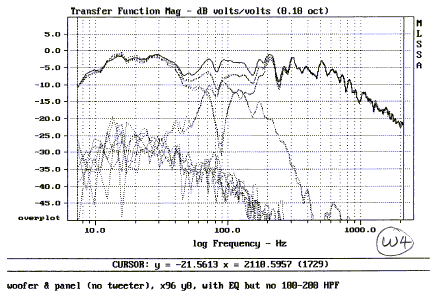 Transfer Function Mag - dB volts/volts (0.10 oct)
M
L
S
S
A
5.0
0.0
-5.0
-10.0
-15.0
-20.0
-25.0
-30.0
-35.0
-40.0
-45.0
overplot
10.0 100.0 1000.0
log Frequency - Hz
W4
CURSOR: y = -21.5613 x = 2110.5957 (1729)
woofer & panel (no tweeter), x96 y0, with EQ but no 100-200 HPF